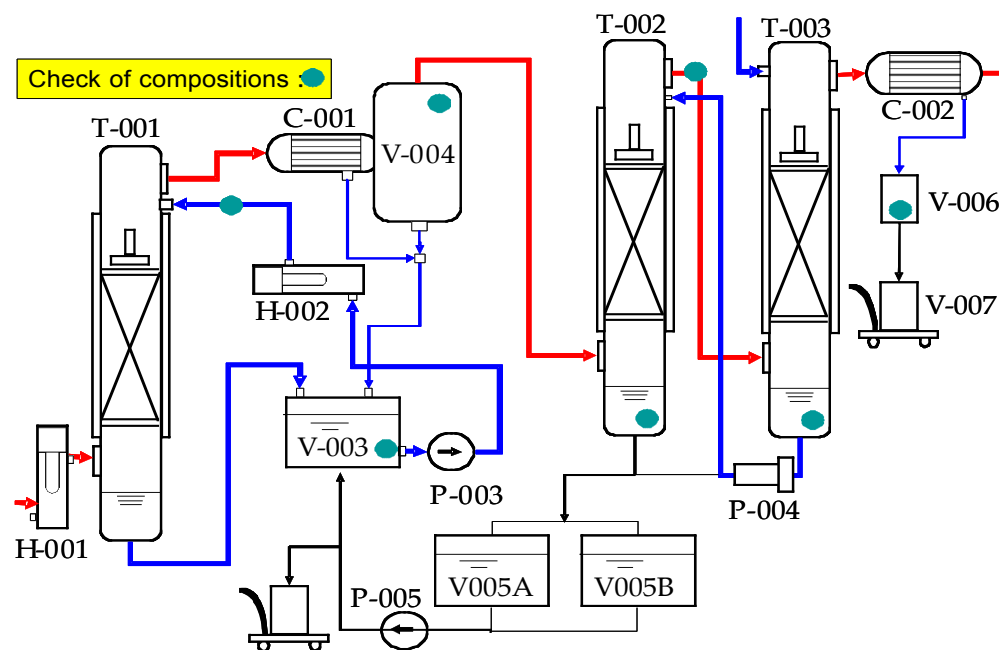 T-002
T-003
Check of compositions :
C-001
C-002
T-001
V-004
V-006
H-002
V-007
V-003
P-003
P-004
H-001
V005A
V005B
P-005